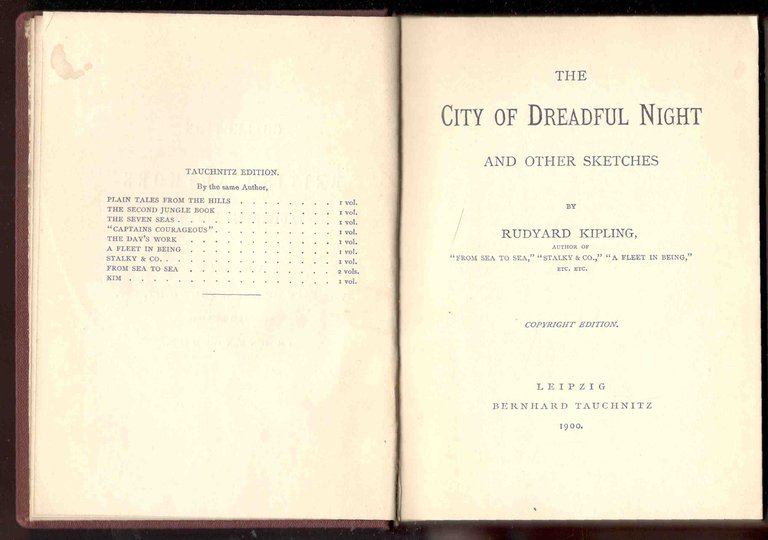 TAUCHNITZ EDITION.
By the same Author,
PLAIN TALES FROM THE HILLS . . . . . . . . 1 vol.
THE SECOND JUNGLE BOOK . . . . . . . . . 1 vol.
THE SEVEN SEAS . . . . . . . . . . . . 1 vol.
"CAPTAINS COURAGEOUS" . . . . . . . . . . 1 vol.
THE DAY'S WORK . . . . . . . . . . . . 1 vol.
A FLEET IN BEING . . . . . . . . . . . . 1 vol.
STALKY & CO. . . . . . . . . . . . . . 1 vol.
FROM SEA TO SEA . . . . . . . . . . . . 2 vols.
KIM . . . . . . . . . . . . . . . . 1 vol.
THE
CITY OF DREADFUL NIGHT
AND OTHER SKETCHES
BY
RUDYARD KIPLING,
AUTHOR OF
"FROM SEA TO SEA," "STALKY & CO.," "A FLEET IN BEING,"
ETC. ETC.
COPYRIGHT EDITION.
LEIPZIG
BERNHARD TAUCHNITZ
1900.